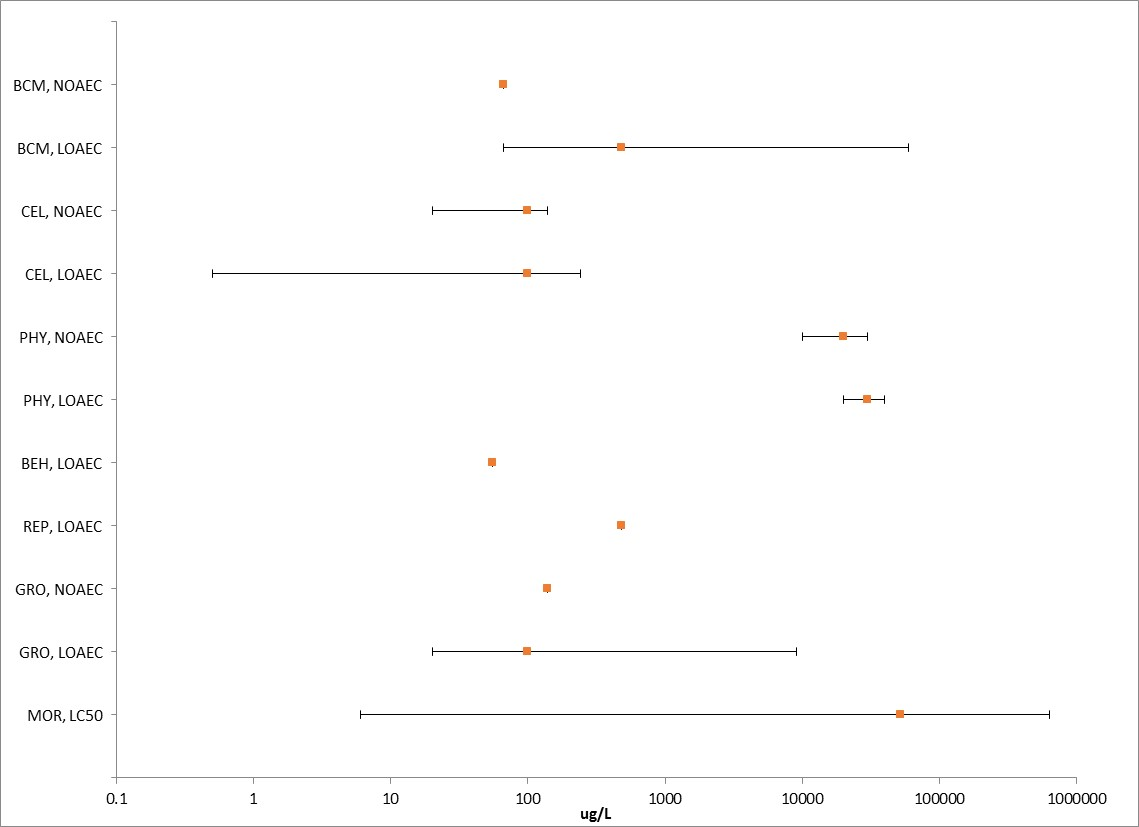 BCM, NOAEC
BCM, LOAEC
CEL, NOAEC
CEL, LOAEC
PHY, NOAEC
PHY, LOAEC
BEH, LOAEC
REP, LOAEC
GRO, NOAEC
GRO, LOAEC
MOR, LC50
0.1 1 10 100 1000 10000 100000 1000000
ug/L